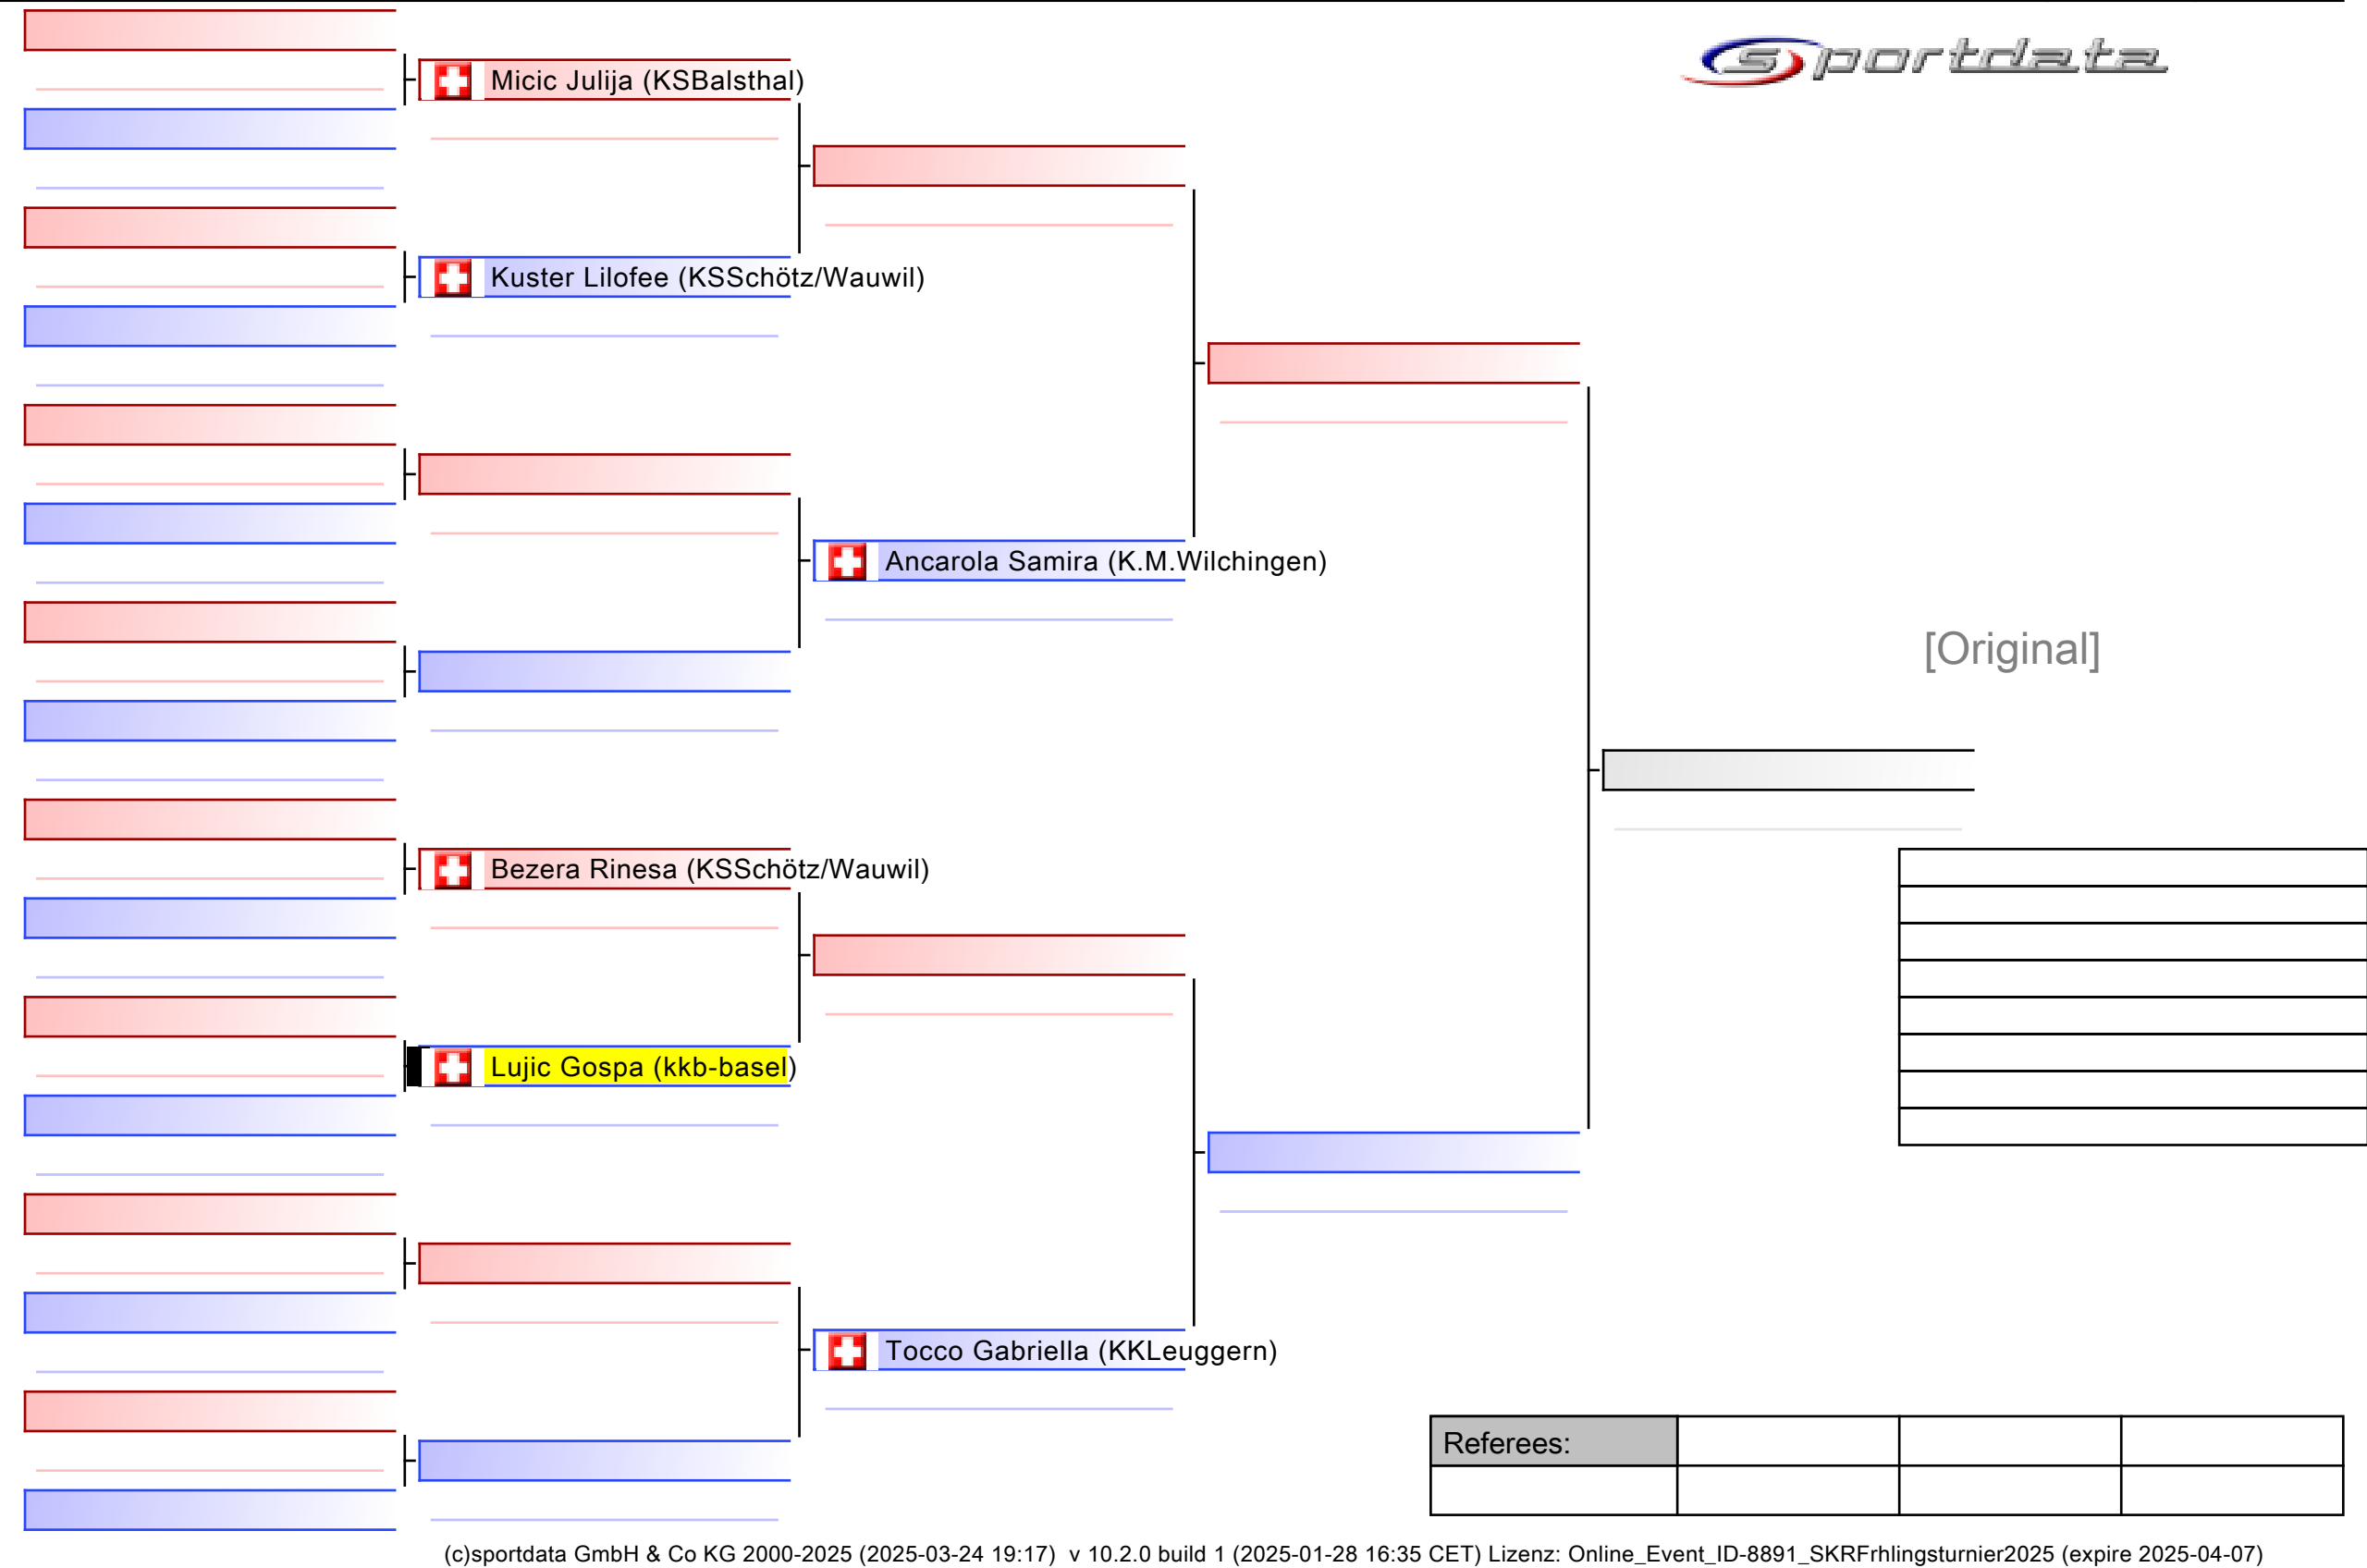 sportdata
Micic Julija (KSBalsthal)
Kuster Lilofee (KSSchötz/Wauwil)
Ancarola Samira (K.M.Wilchingen)
[Original]
Bezera Rinesa (KSSchötz/Wauwil)
Lujic Gospa (kkb-basel)
Tocco Gabriella (KKLeuggern)
Referees:
(c)sportdata GmbH & Co KG 2000-2025 (2025-03-24 19:17) v 10.2.0 build 1 (2025-01-28 16:35 CET) Lizenz: Online_Event_ID-8891_SKRFrhlingsturnier2025 (expire 2025-04-07)